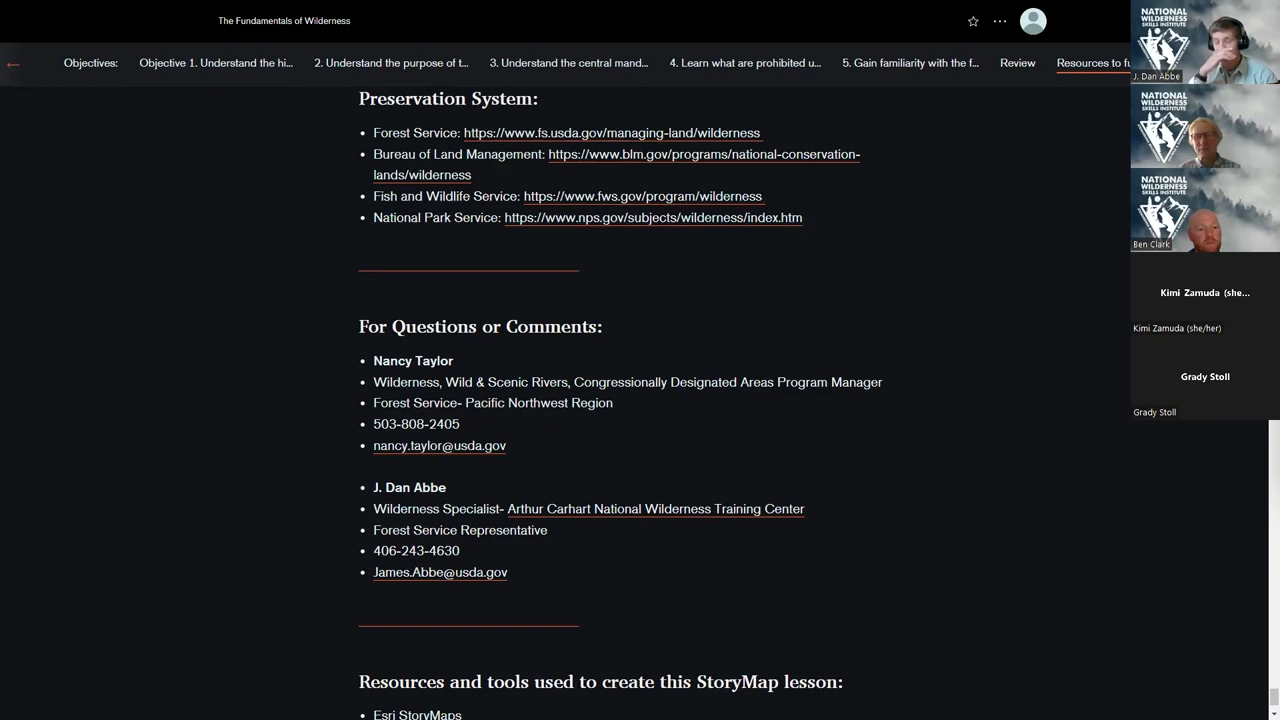 The Fundamentals of Wilderness
Objectives:
Objective 1. Understand the hi...
2. Understand the purpose of t...
3. Understand the central mand...
4. Learn what are prohibited u...
5. Gain familiarity with the f...
Review
Resources to fu
Preservation System:
• Forest Service: https://www.fs.usda.gov/managing-land/wilderness
• Bureau of Land Management: https://www.blm.gov/programs/national-conservation-
lands/wilderness
• Fish and Wildlife Service: https://www.fws.gov/program/wilderness
• National Park Service: https://www.nps.gov/subjects/wilderness/index.htm
For Questions or Comments:
• Nancy Taylor
• Wilderness, Wild & Scenic Rivers, Congressionally Designated Areas Program Manager
• Forest Service- Pacific Northwest Region
• 503-808-2405
• nancy.taylor@usda.gov
• J. Dan Abbe
• Wilderness Specialist- Arthur Carhart National Wilderness Training Center
• Forest Service Representative
• 406-243-4630
• James.Abbe@usda.gov
Resources and tools used to create this StoryMap lesson:
• Esri StoryMaps
NATIONAL
WILDERNESS
SKILLS INSTITUTE
J. Dan Abbe
NATIONAL
WILDERNESS
SKILLS INSTITUTE
NATIONAL
WILDERNESS
SKILLS INSTITUTE
Ben Clark
Kimi Zamuda (she...
Kimi Zamuda (she/her)
Grady Stoll
Grady Stoll